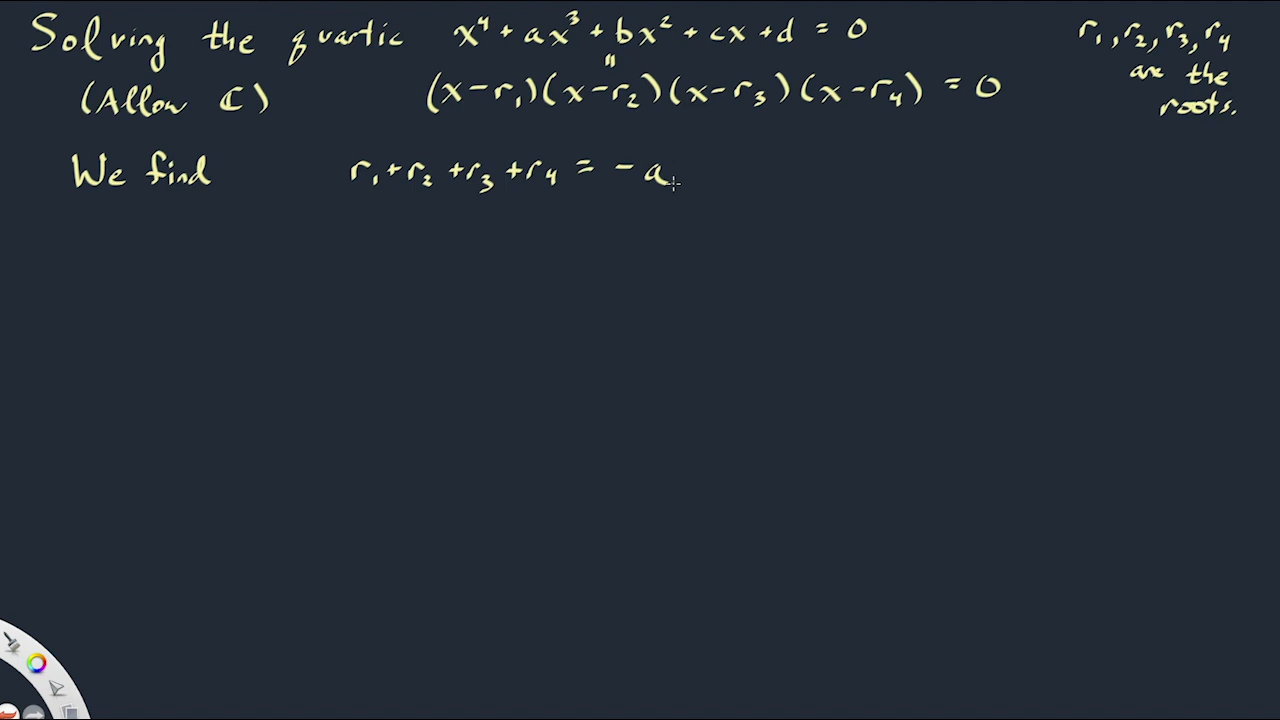 Solving the quartic x⁴ + ax³ + bx² + cx + d = 0
r₁, r₂, r₃, r₄
are the
roots.
"
(Allow ℂ) (x-r₁)(x-r₂)(x-r₃)(x-r₄) = 0
We find r₁+r₂+r₃+r₄ = -a